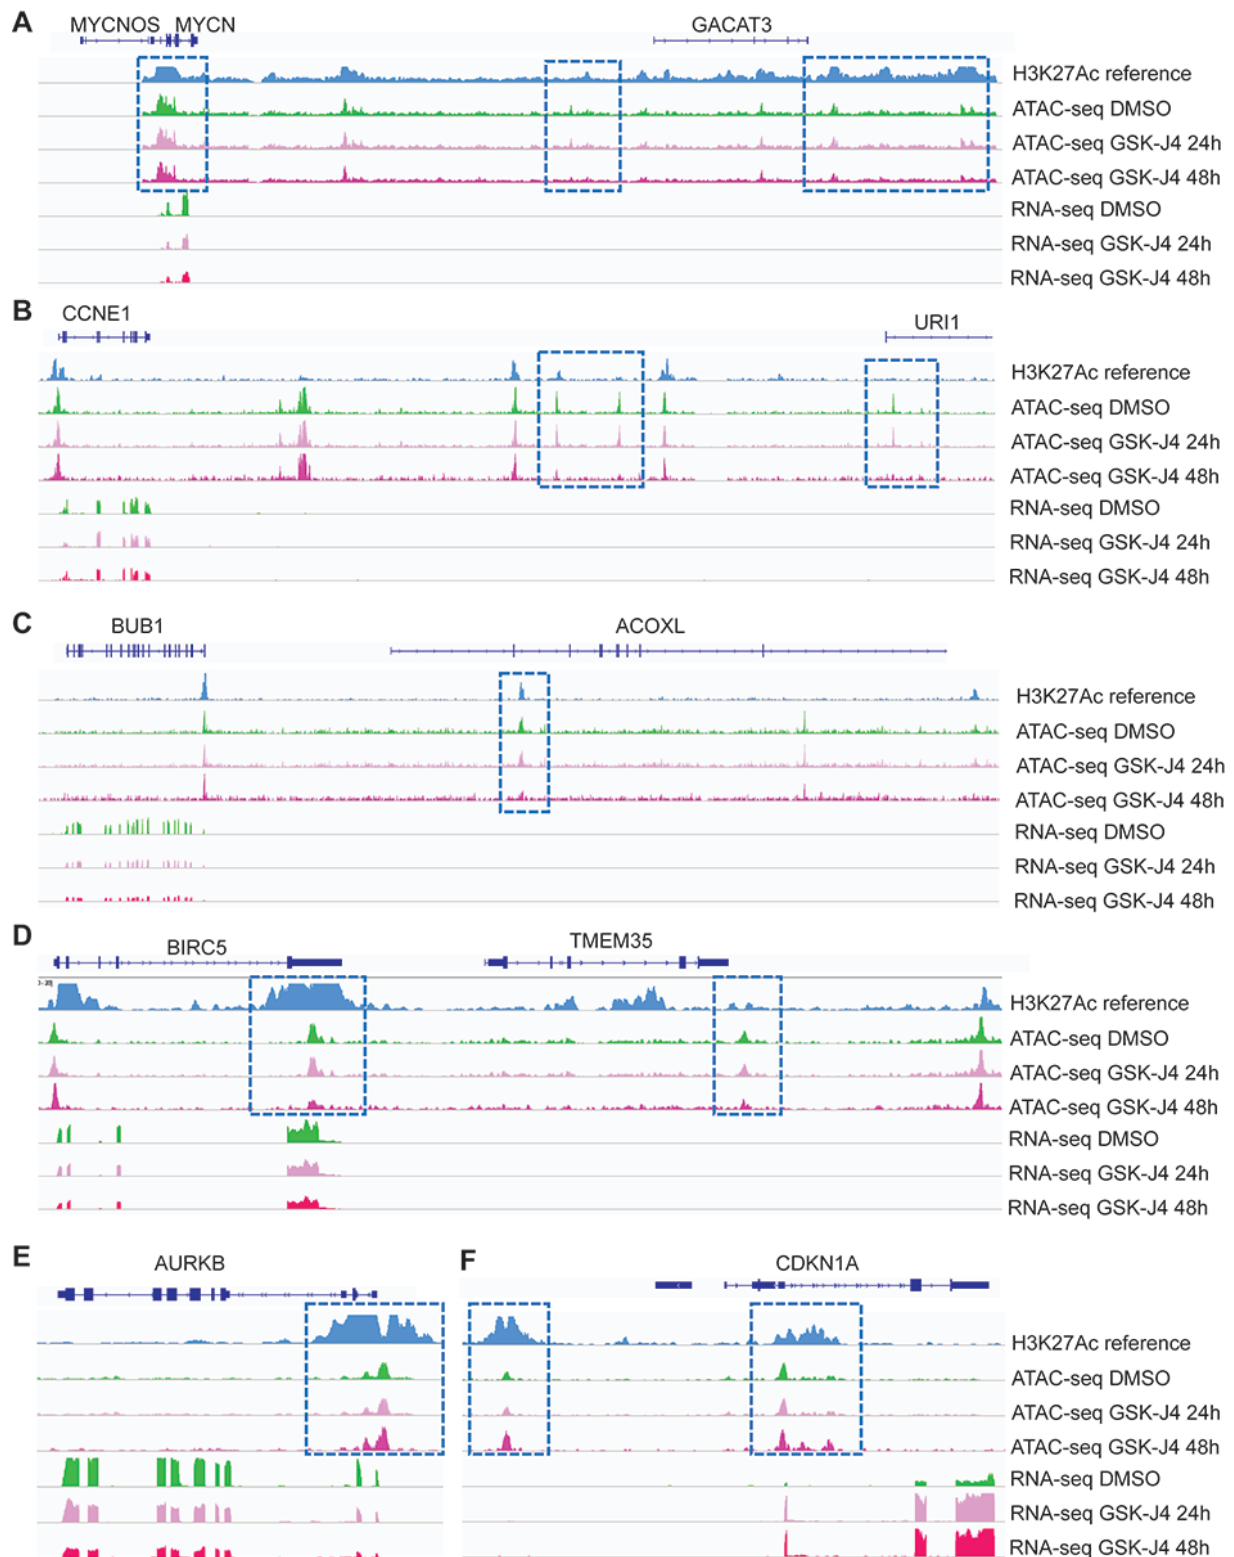 A
MYCNOS MYCN
GACAT3
H3K27Ac reference
ATAC-seq DMSO
ATAC-seq GSK-J4 24h
ATAC-seq GSK-J4 48h
RNA-seq DMSO
RNA-seq GSK-J4 24h
RNA-seq GSK-J4 48h
B
CCNE1
URI1
H3K27Ac reference
ATAC-seq DMSO
ATAC-seq GSK-J4 24h
ATAC-seq GSK-J4 48h
RNA-seq DMSO
RNA-seq GSK-J4 24h
RNA-seq GSK-J4 48h
C
BUB1
ACOXL
H3K27Ac reference
ATAC-seq DMSO
ATAC-seq GSK-J4 24h
ATAC-seq GSK-J4 48h
RNA-seq DMSO
RNA-seq GSK-J4 24h
RNA-seq GSK-J4 48h
D
BIRC5
TMEM35
H3K27Ac reference
ATAC-seq DMSO
ATAC-seq GSK-J4 24h
ATAC-seq GSK-J4 48h
RNA-seq DMSO
RNA-seq GSK-J4 24h
RNA-seq GSK-J4 48h
E
AURKB
F
CDKN1A
H3K27Ac reference
ATAC-seq DMSO
ATAC-seq GSK-J4 24h
ATAC-seq GSK-J4 48h
RNA-seq DMSO
RNA-seq GSK-J4 24h
RNA-seq GSK-J4 48h